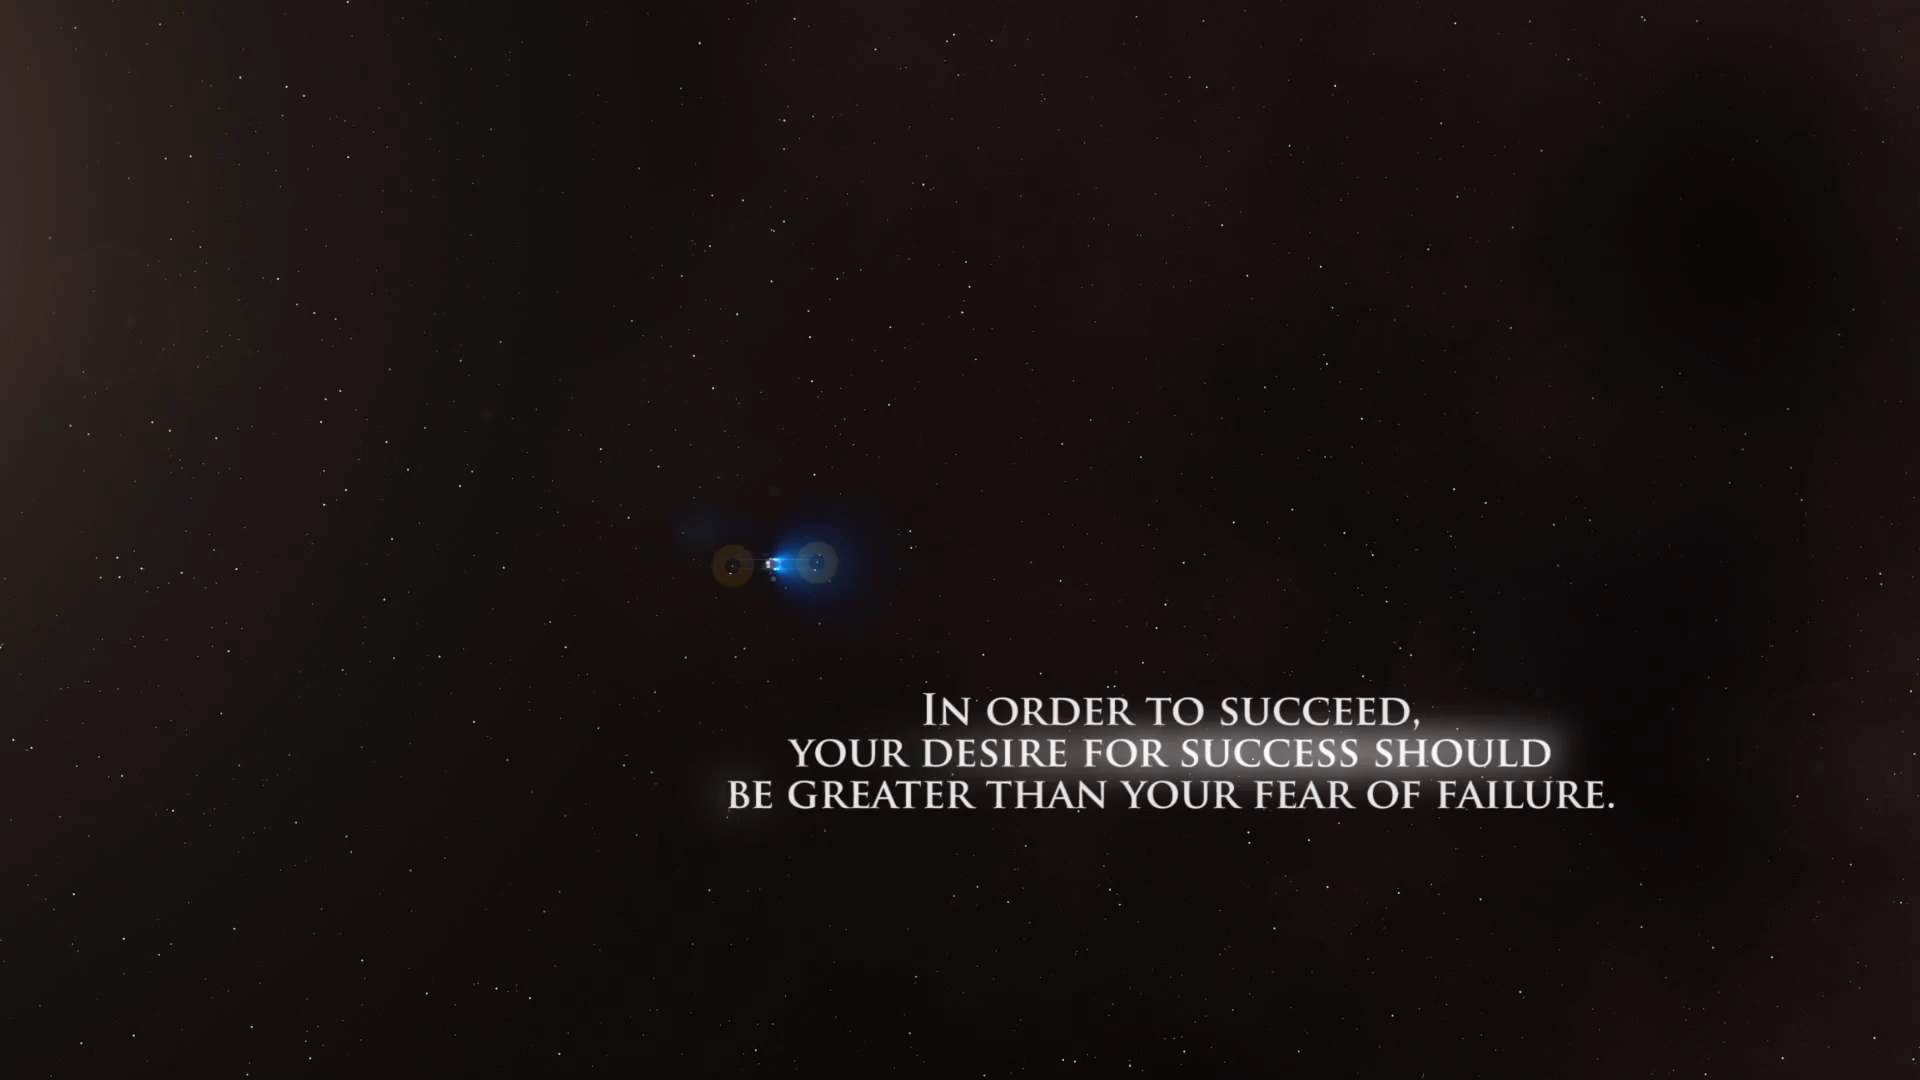 In order to succeed,
your desire for success should
be greater than your fear of failure.